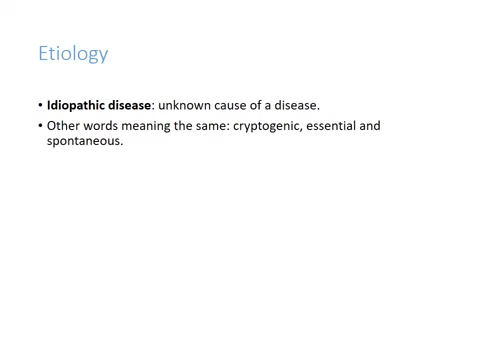 Etiology
• Idiopathic disease: unknown cause of a disease.
• Other words meaning the same: cryptogenic, essential and
spontaneous.